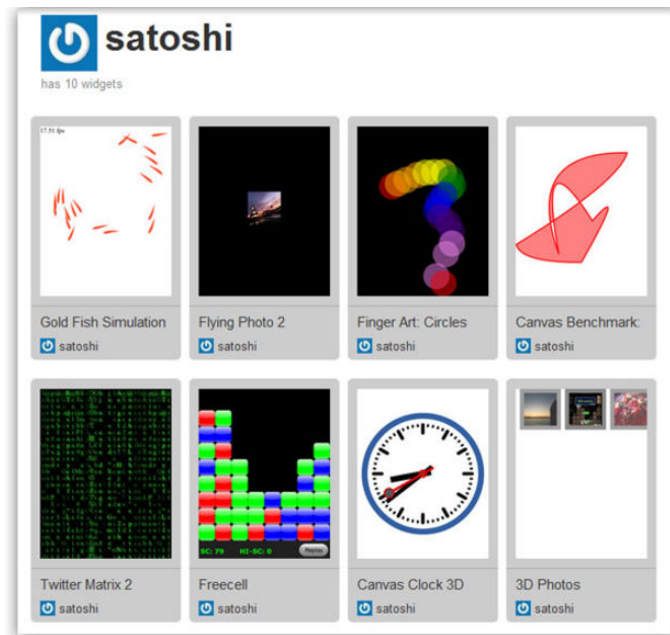 satoshi
has 10 widgets
17.51 fps
Gold Fish Simulation
satoshi
Flying Photo 2
satoshi
Finger Art: Circles
satoshi
Canvas Benchmark:
satoshi
SC: 79 HI-SC: 0 Replay
Twitter Matrix 2
satoshi
Freecell
satoshi
Canvas Clock 3D
satoshi
3D Photos
satoshi